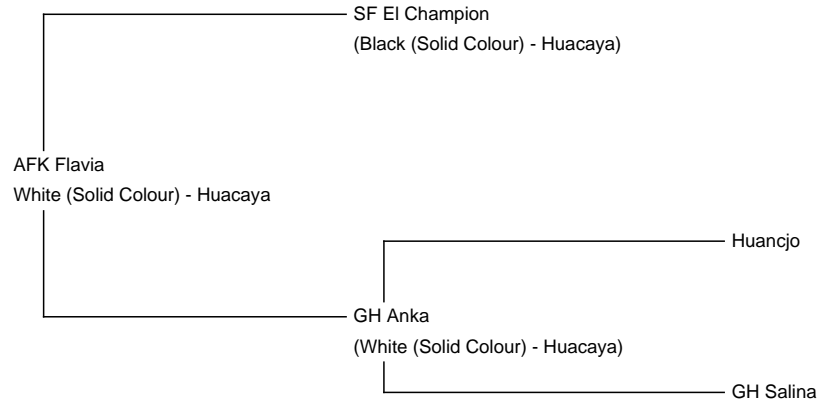 SF El Champion
(Black (Solid Colour) - Huacaya)
AFK Flavia
White (Solid Colour) - Huacaya
Huancjo
GH Anka
(White (Solid Colour) - Huacaya)
GH Salina